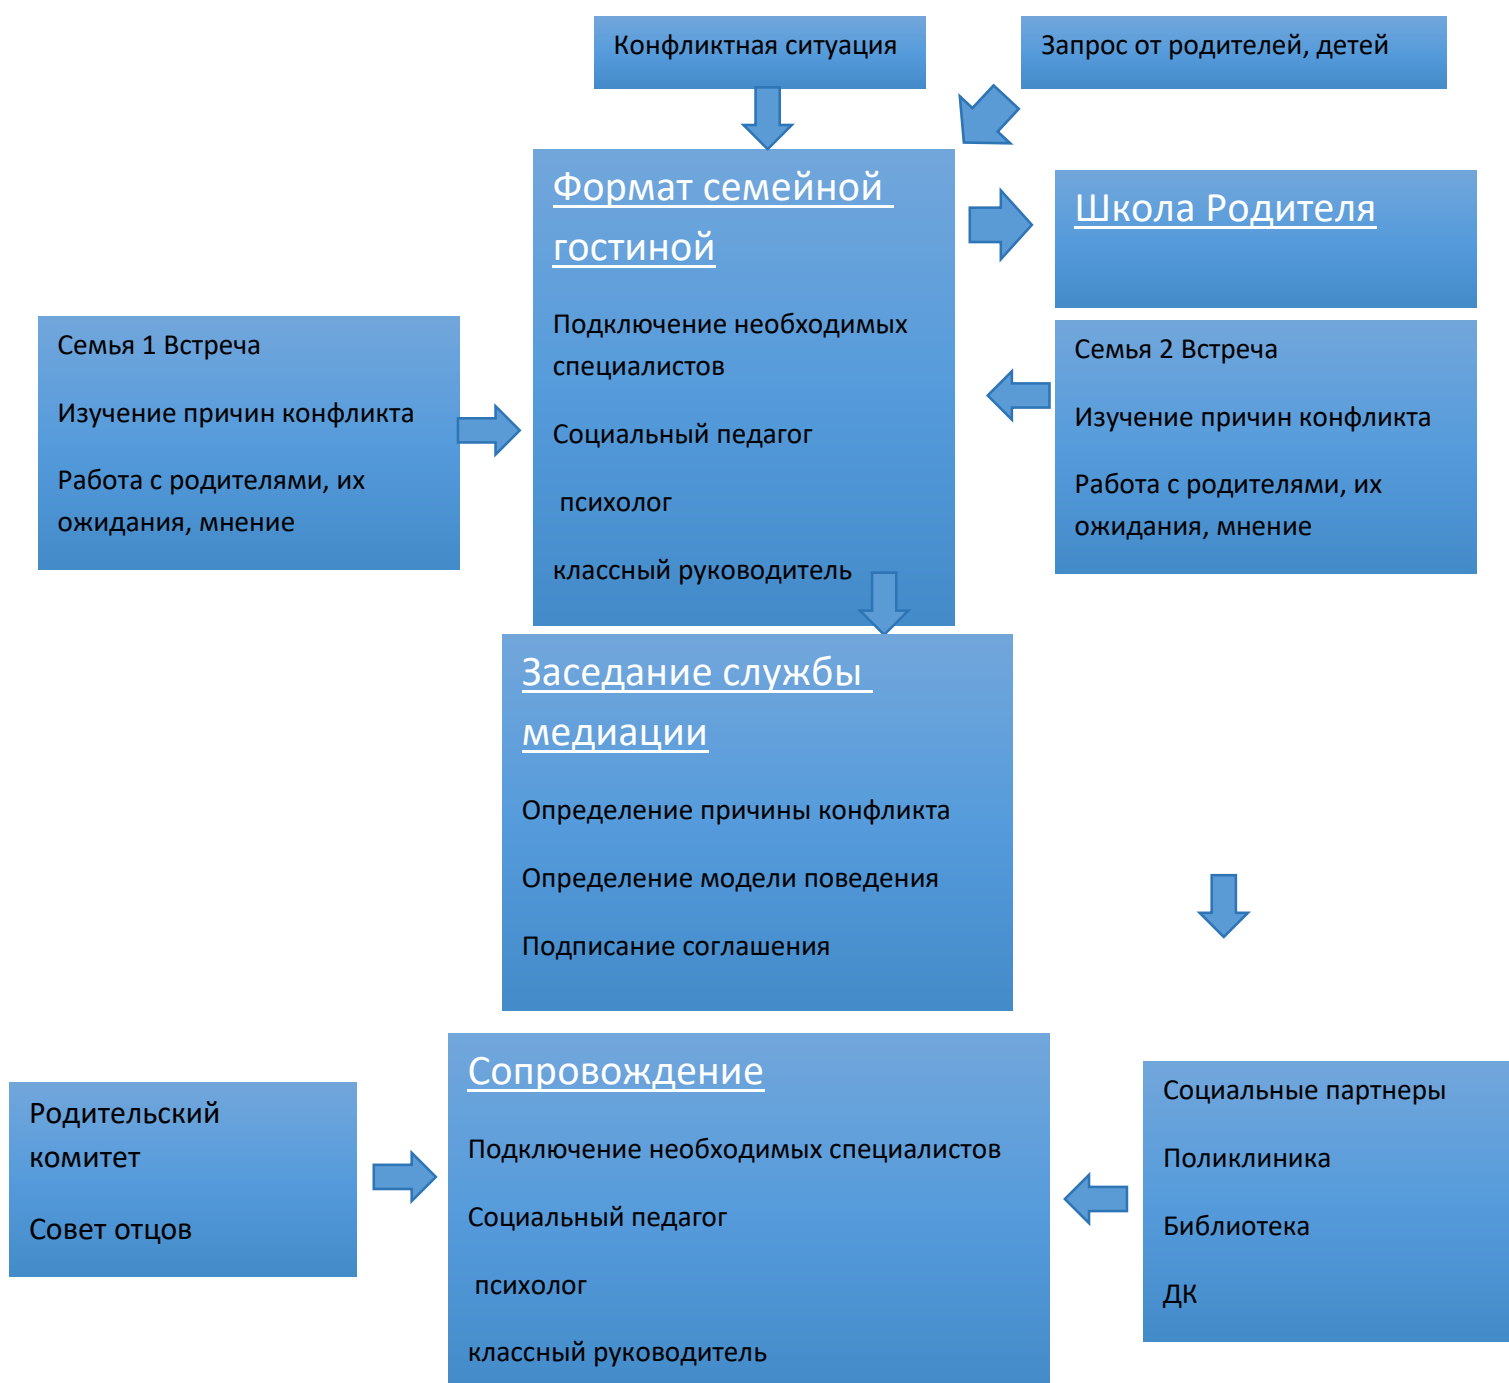 Конфликтная ситуация
Запрос от родителей, детей
Формат семейной
гостиной
Подключение необходимых
специалистов
Социальный педагог
психолог
классный руководитель
Школа Родителя
Семья 1 Встреча
Изучение причин конфликта
Работа с родителями, их
ожидания, мнение
Семья 2 Встреча
Изучение причин конфликта
Работа с родителями, их
ожидания, мнение
Заседание службы
медиации
Определение причины конфликта
Определение модели поведения
Подписание соглашения
Сопровождение
Подключение необходимых специалистов
Социальный педагог
психолог
классный руководитель
Родительский
комитет
Совет отцов
Социальные партнеры
Поликлиника
Библиотека
ДК